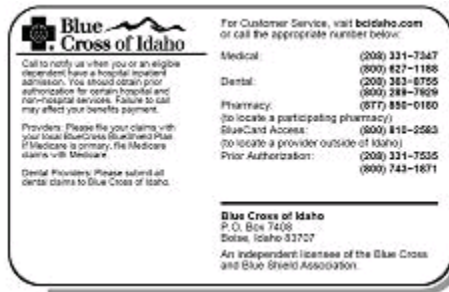 Blue
Cross of Idaho
Call to notify us when you or an eligible
dependent have a hospital inpatient
admission. You should obtain prior
authorization for certain hospital and
non-hospital services. Failure to call
may affect your benefits payment.
Providers: Please file your claims with
your local BlueCross BlueShield Plan.
If Medicare is primary, file Medicare
claims with Medicare.
Dental Providers: Please submit all
dental claims to Blue Cross of Idaho.
For Customer Service, visit bcidaho.com
or call the appropriate number below:
Medical: (208) 331-7347
(800) 627-1188
Dental: (208) 363-8755
(800) 289-7929
Pharmacy: (877) 850-0180
(to locate a participating pharmacy)
BlueCard Access: (800) 810-2583
(to locate a provider outside of Idaho)
Prior Authorization: (208) 331-7535
(800) 743-1871
Blue Cross of Idaho
P.O. Box 7408
Boise, Idaho 83707
An independent licensee of the Blue Cross
and Blue Shield Association.